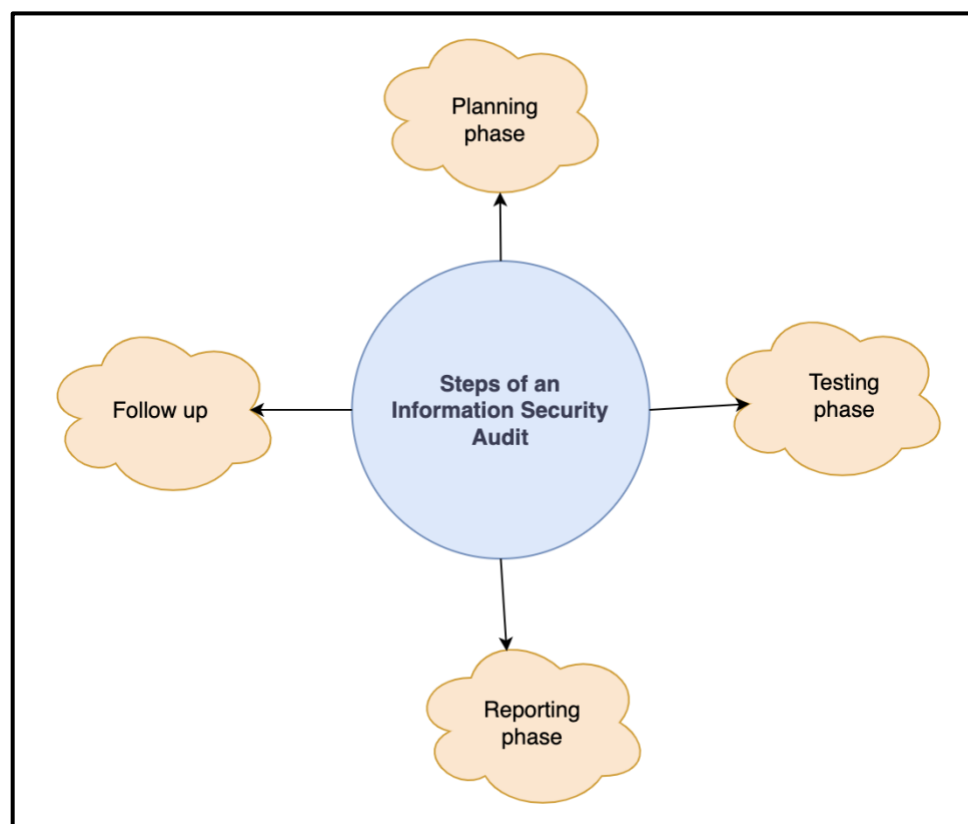 Planning
phase
Steps of an
Information Security
Audit
Testing
phase
Follow up
Reporting
phase